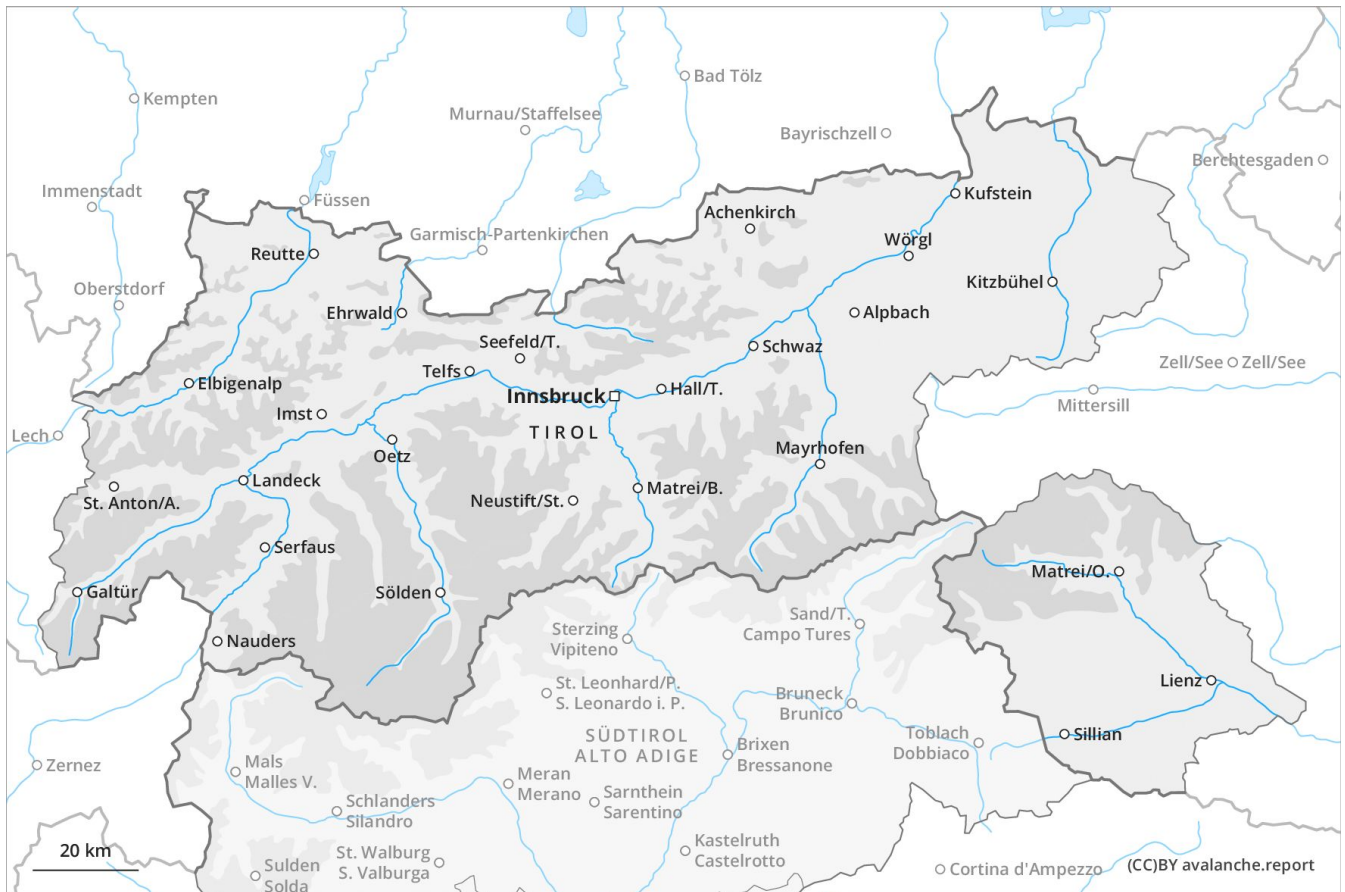 Bad Tölz
Kempten
Murnau/Staffelsee
Bayrischzell
Berchtesgaden
Immenstadt
Füssen
Kufstein
Achenkirch
Garmisch-Partenkirchen
Wörgl
Reutte
Oberstdorf
Kitzbühel
Ehrwald
Alpbach
Seefeld/T.
Schwaz
Telfs
Zell/See
Zell/See
Elbigenalp
Innsbruck
Hall/T.
Mittersill
Imst
TIROL
Lech
Oetz
Mayrhofen
Landeck
St. Anton/A.
Neustift/St.
Matrei/B.
Serfaus
Matrei/O.
Galtür
Sölden
Nauders
Sterzing
Vipiteno
Sand/T.
Campo Tures
Lienz
St. Leonhard/P.
S. Leonardo i. P.
Bruneck
Brunico
SÜDTIROL
ALTO ADIGE
Sillian
Toblach
Dobbiaco
Brixen
Bressanone
Zernez
Mals
Malles V.
Meran
Merano
Sarnthein
Sarentino
Schlanders
Silandro
Kastelruth
Castelrotto
20 km
St. Walburg
S. Valburga
Sulden
Solda
Cortina d'Ampezzo
(CC)BY avalanche.report